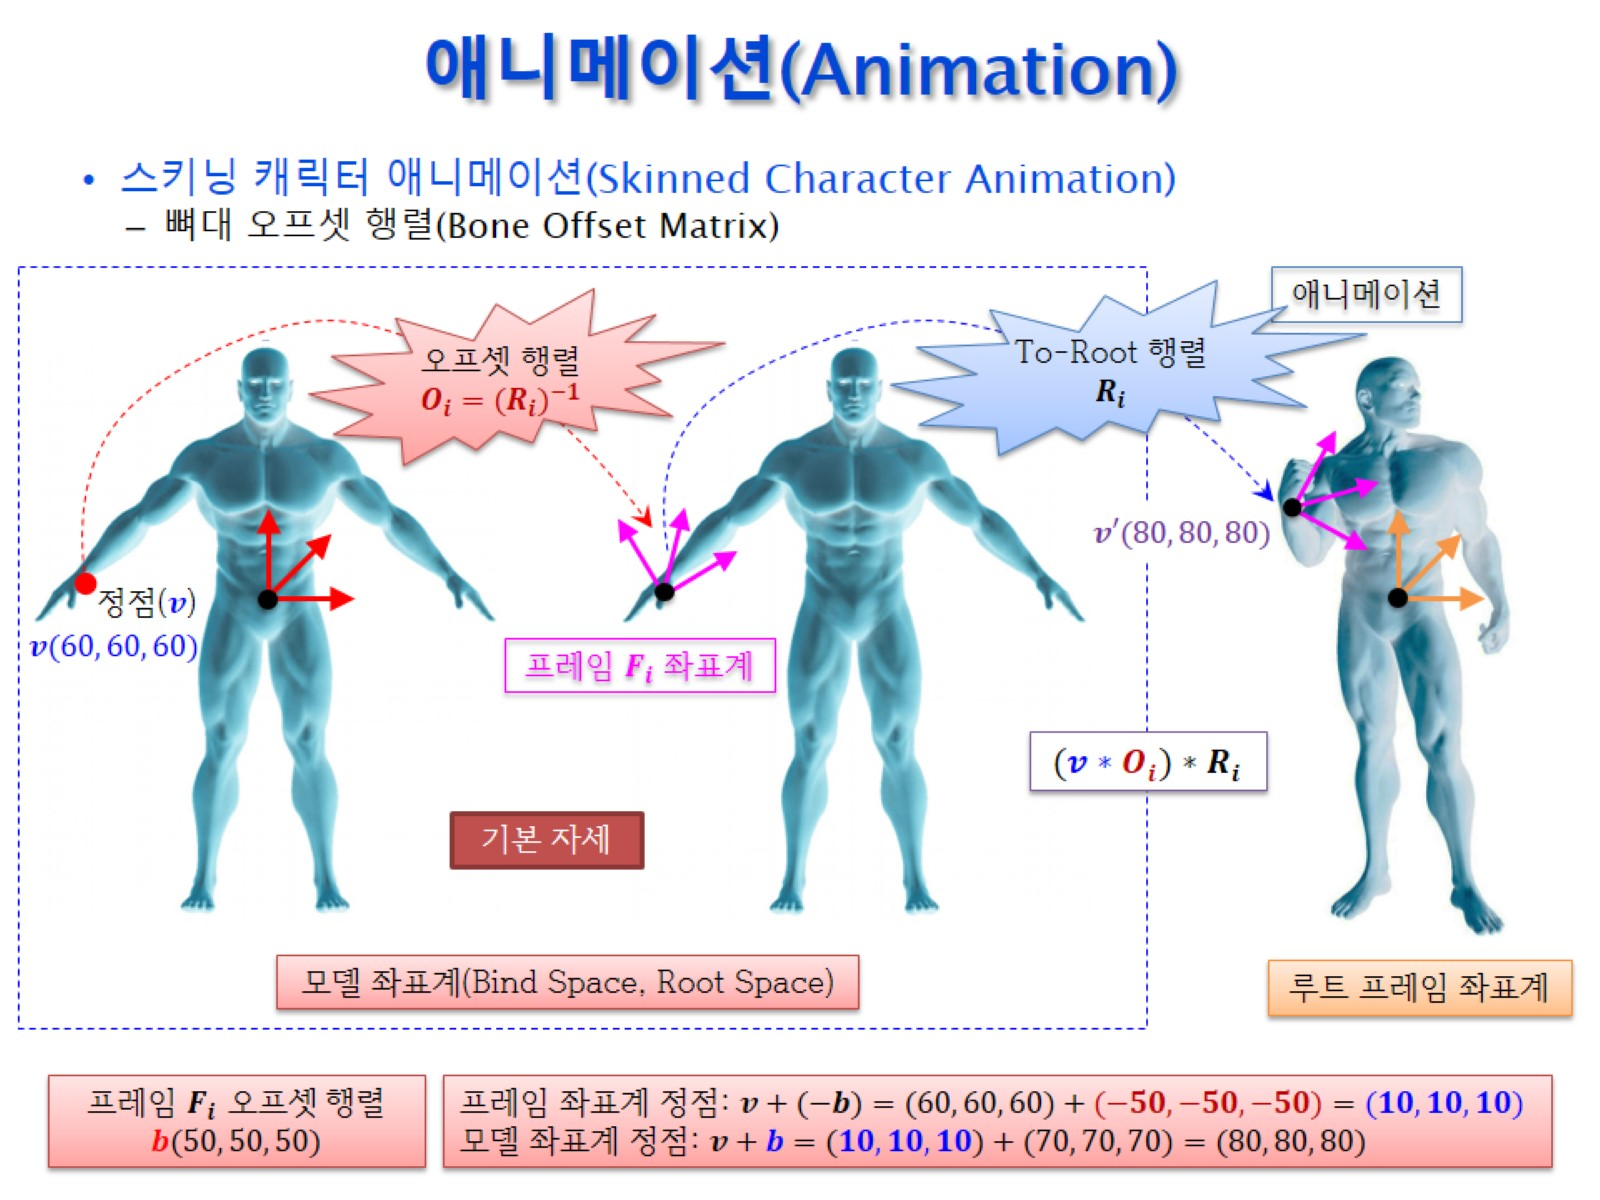 애니메이션(Animation)
• 스키닝 캐릭터 애니메이션(Skinned Character Animation)
– 뼈대 오프셋 행렬(Bone Offset Matrix)
오프셋 행렬
O_i = (R_i)^{-1}
To-Root 행렬
R_i
애니메이션
정점(v)
v(60, 60, 60)
프레임 F_i 좌표계
v′(80, 80, 80)
(v * O_i) * R_i
기본 자세
모델 좌표계(Bind Space, Root Space)
루트 프레임 좌표계
프레임 F_i 오프셋 행렬
b(50, 50, 50)
프레임 좌표계 정점: v + (−b) = (60, 60, 60) + (−50, −50, −50) = (10, 10, 10)
모델 좌표계 정점: v + b = (10, 10, 10) + (70, 70, 70) = (80, 80, 80)